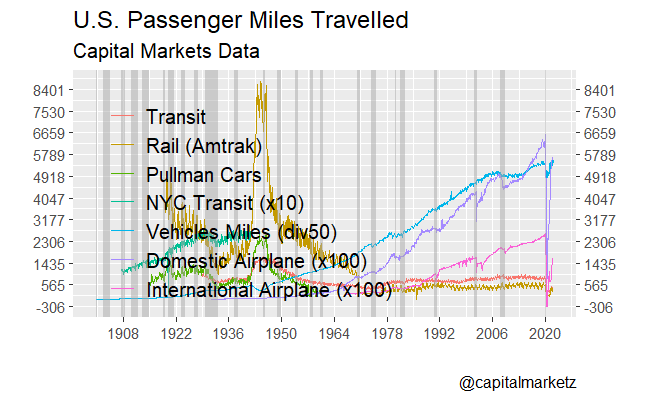 U.S. Passenger Miles Travelled
Capital Markets Data
8401 8401
7530 7530
6659 6659
5789 5789
4918 4918
4047 4047
3177 3177
2306 2306
1435 1435
565 565
-306 -306
Transit
Rail (Amtrak)
Pullman Cars
NYC Transit (x10)
Vehicles Miles (div50)
Domestic Airplane (x100)
International Airplane (x100)
1908 1922 1936 1950 1964 1978 1992 2006 2020
@capitalmarketz